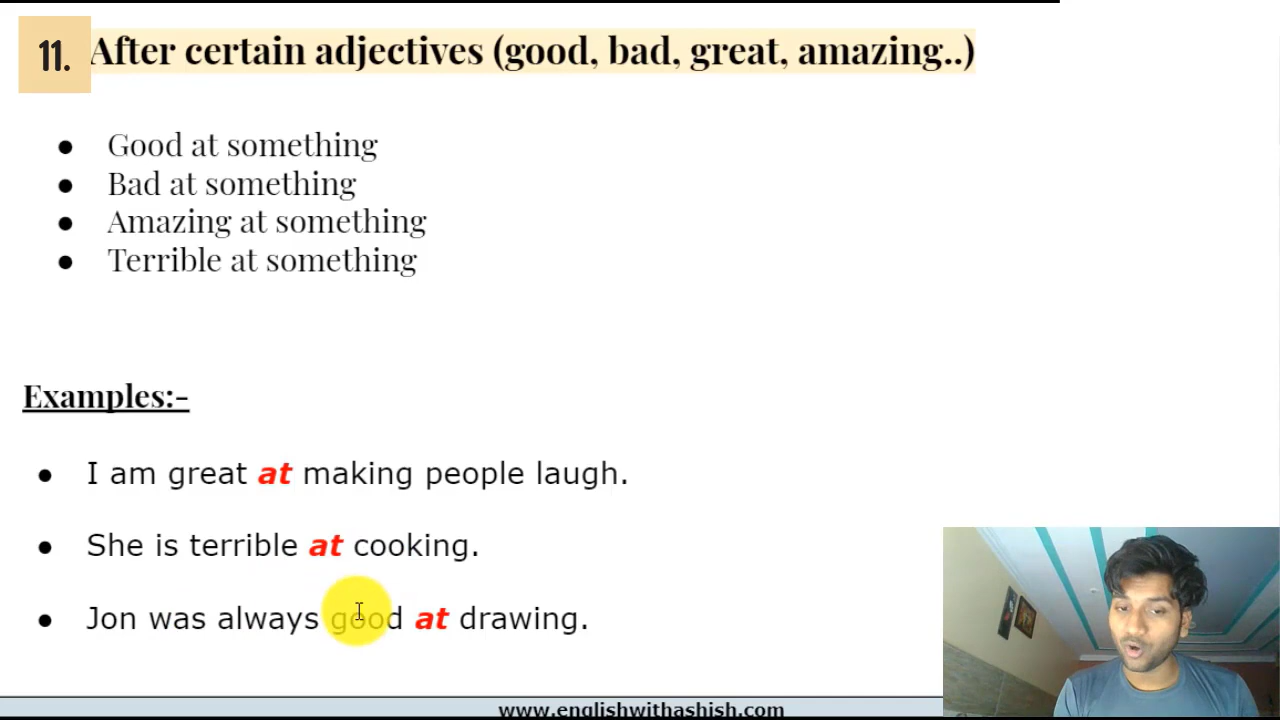 11. After certain adjectives (good, bad, great, amazing..)
● Good at something
● Bad at something
● Amazing at something
● Terrible at something
Examples:-
● I am great at making people laugh.
● She is terrible at cooking.
● Jon was always good at drawing.
www.englishwithashish.com